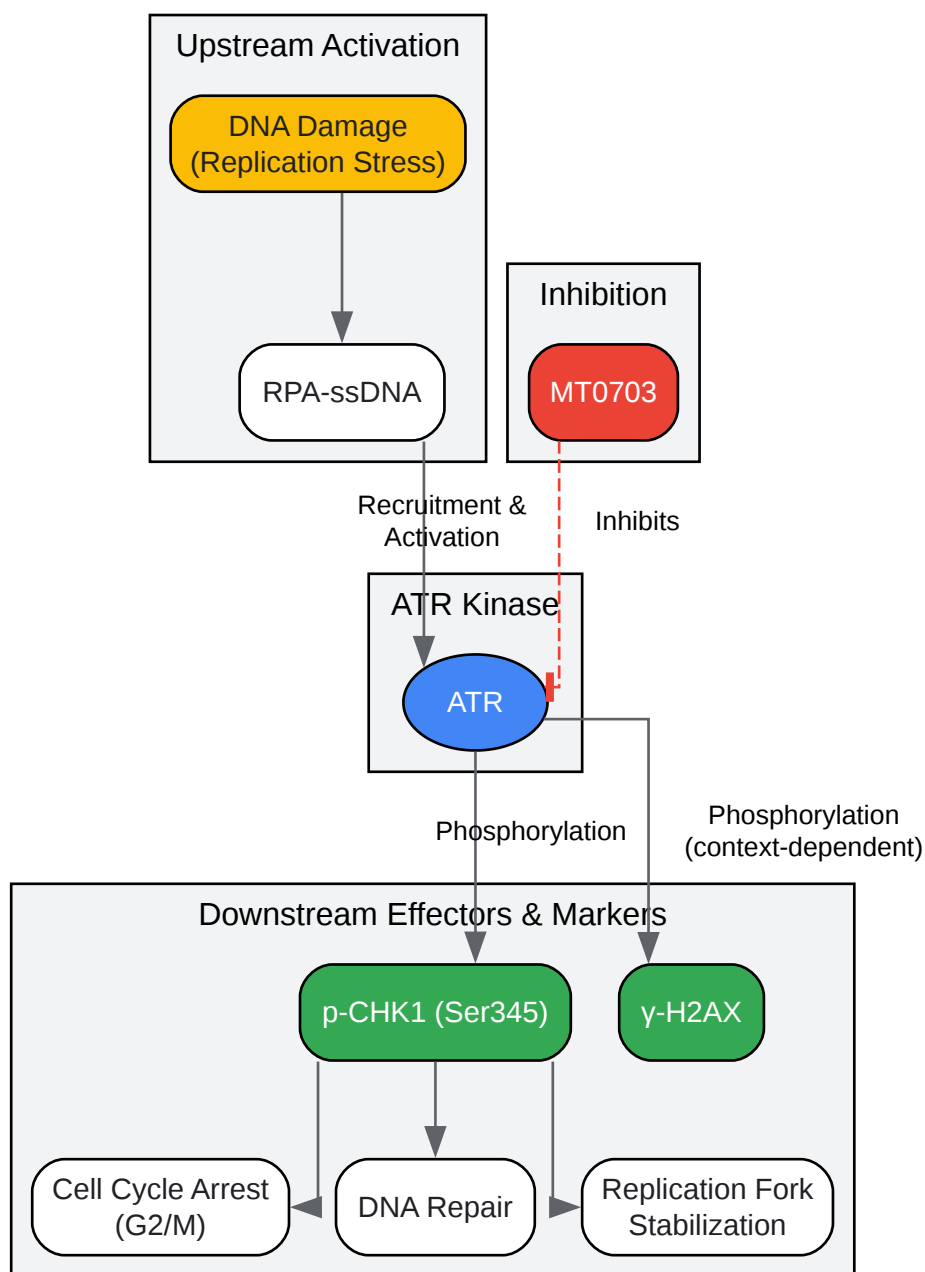 Upstream Activation
DNA Damage
(Replication Stress)
RPA-ssDNA
Inhibition
MT0703
Recruitment &
Activation
Inhibits
ATR Kinase
ATR
Phosphorylation
Phosphorylation
(context-dependent)
Downstream Effectors & Markers
p-CHK1 (Ser345)
γ-H2AX
Cell Cycle Arrest
(G2/M)
DNA Repair
Replication Fork
Stabilization